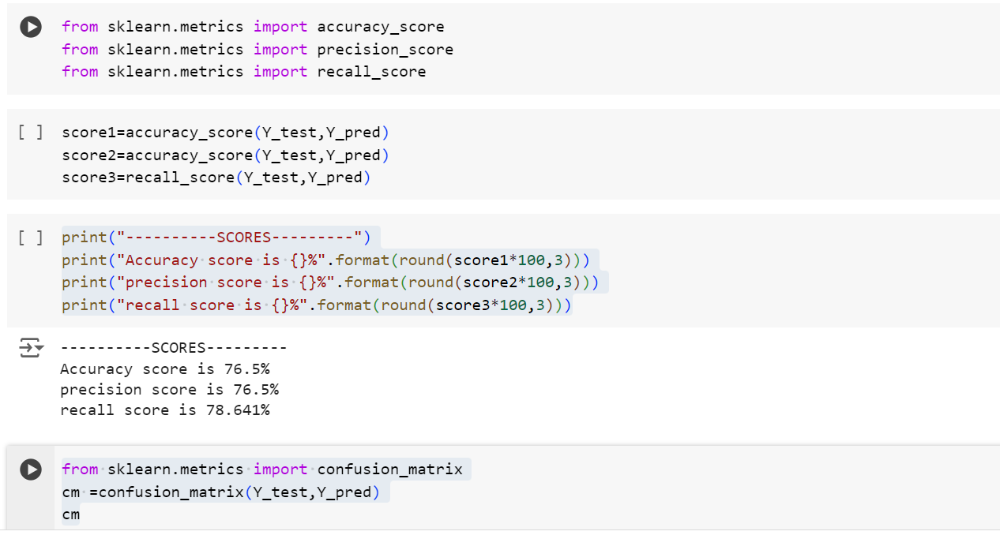 from sklearn.metrics import accuracy_score
from sklearn.metrics import precision_score
from sklearn.metrics import recall_score
[ ] score1=accuracy_score(Y_test,Y_pred)
score2=accuracy_score(Y_test,Y_pred)
score3=recall_score(Y_test,Y_pred)
[ ] print("----------SCORES---------")
print("Accuracy score is {}%".format(round(score1*100,3)))
print("precision score is {}%".format(round(score2*100,3)))
print("recall score is {}%".format(round(score3*100,3)))
----------SCORES---------
Accuracy score is 76.5%
precision score is 76.5%
recall score is 78.641%
from sklearn.metrics import confusion_matrix
cm =confusion_matrix(Y_test,Y_pred)
cm